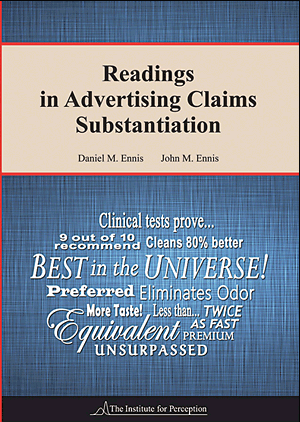 Readings
in Advertising Claims
Substantiation
Daniel M. Ennis John M. Ennis
Clinical tests prove...
9 out of 10
recommend Cleans 80% better
BEST in the UNIVERSE!
Preferred Eliminates Odor
More Taste! Less than... TWICE
AS FAST
Equivalent PREMIUM
UNSURPASSED
The Institute for Perception